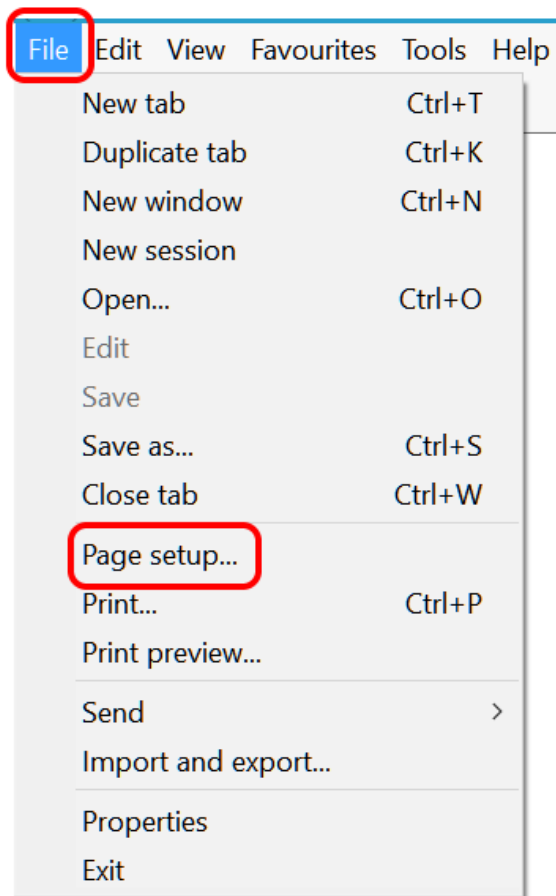 File Edit View Favourites Tools Help
New tab Ctrl+T
Duplicate tab Ctrl+K
New window Ctrl+N
New session
Open... Ctrl+O
Edit
Save
Save as... Ctrl+S
Close tab Ctrl+W
Page setup...
Print... Ctrl+P
Print preview...
Send
Import and export...
Properties
Exit